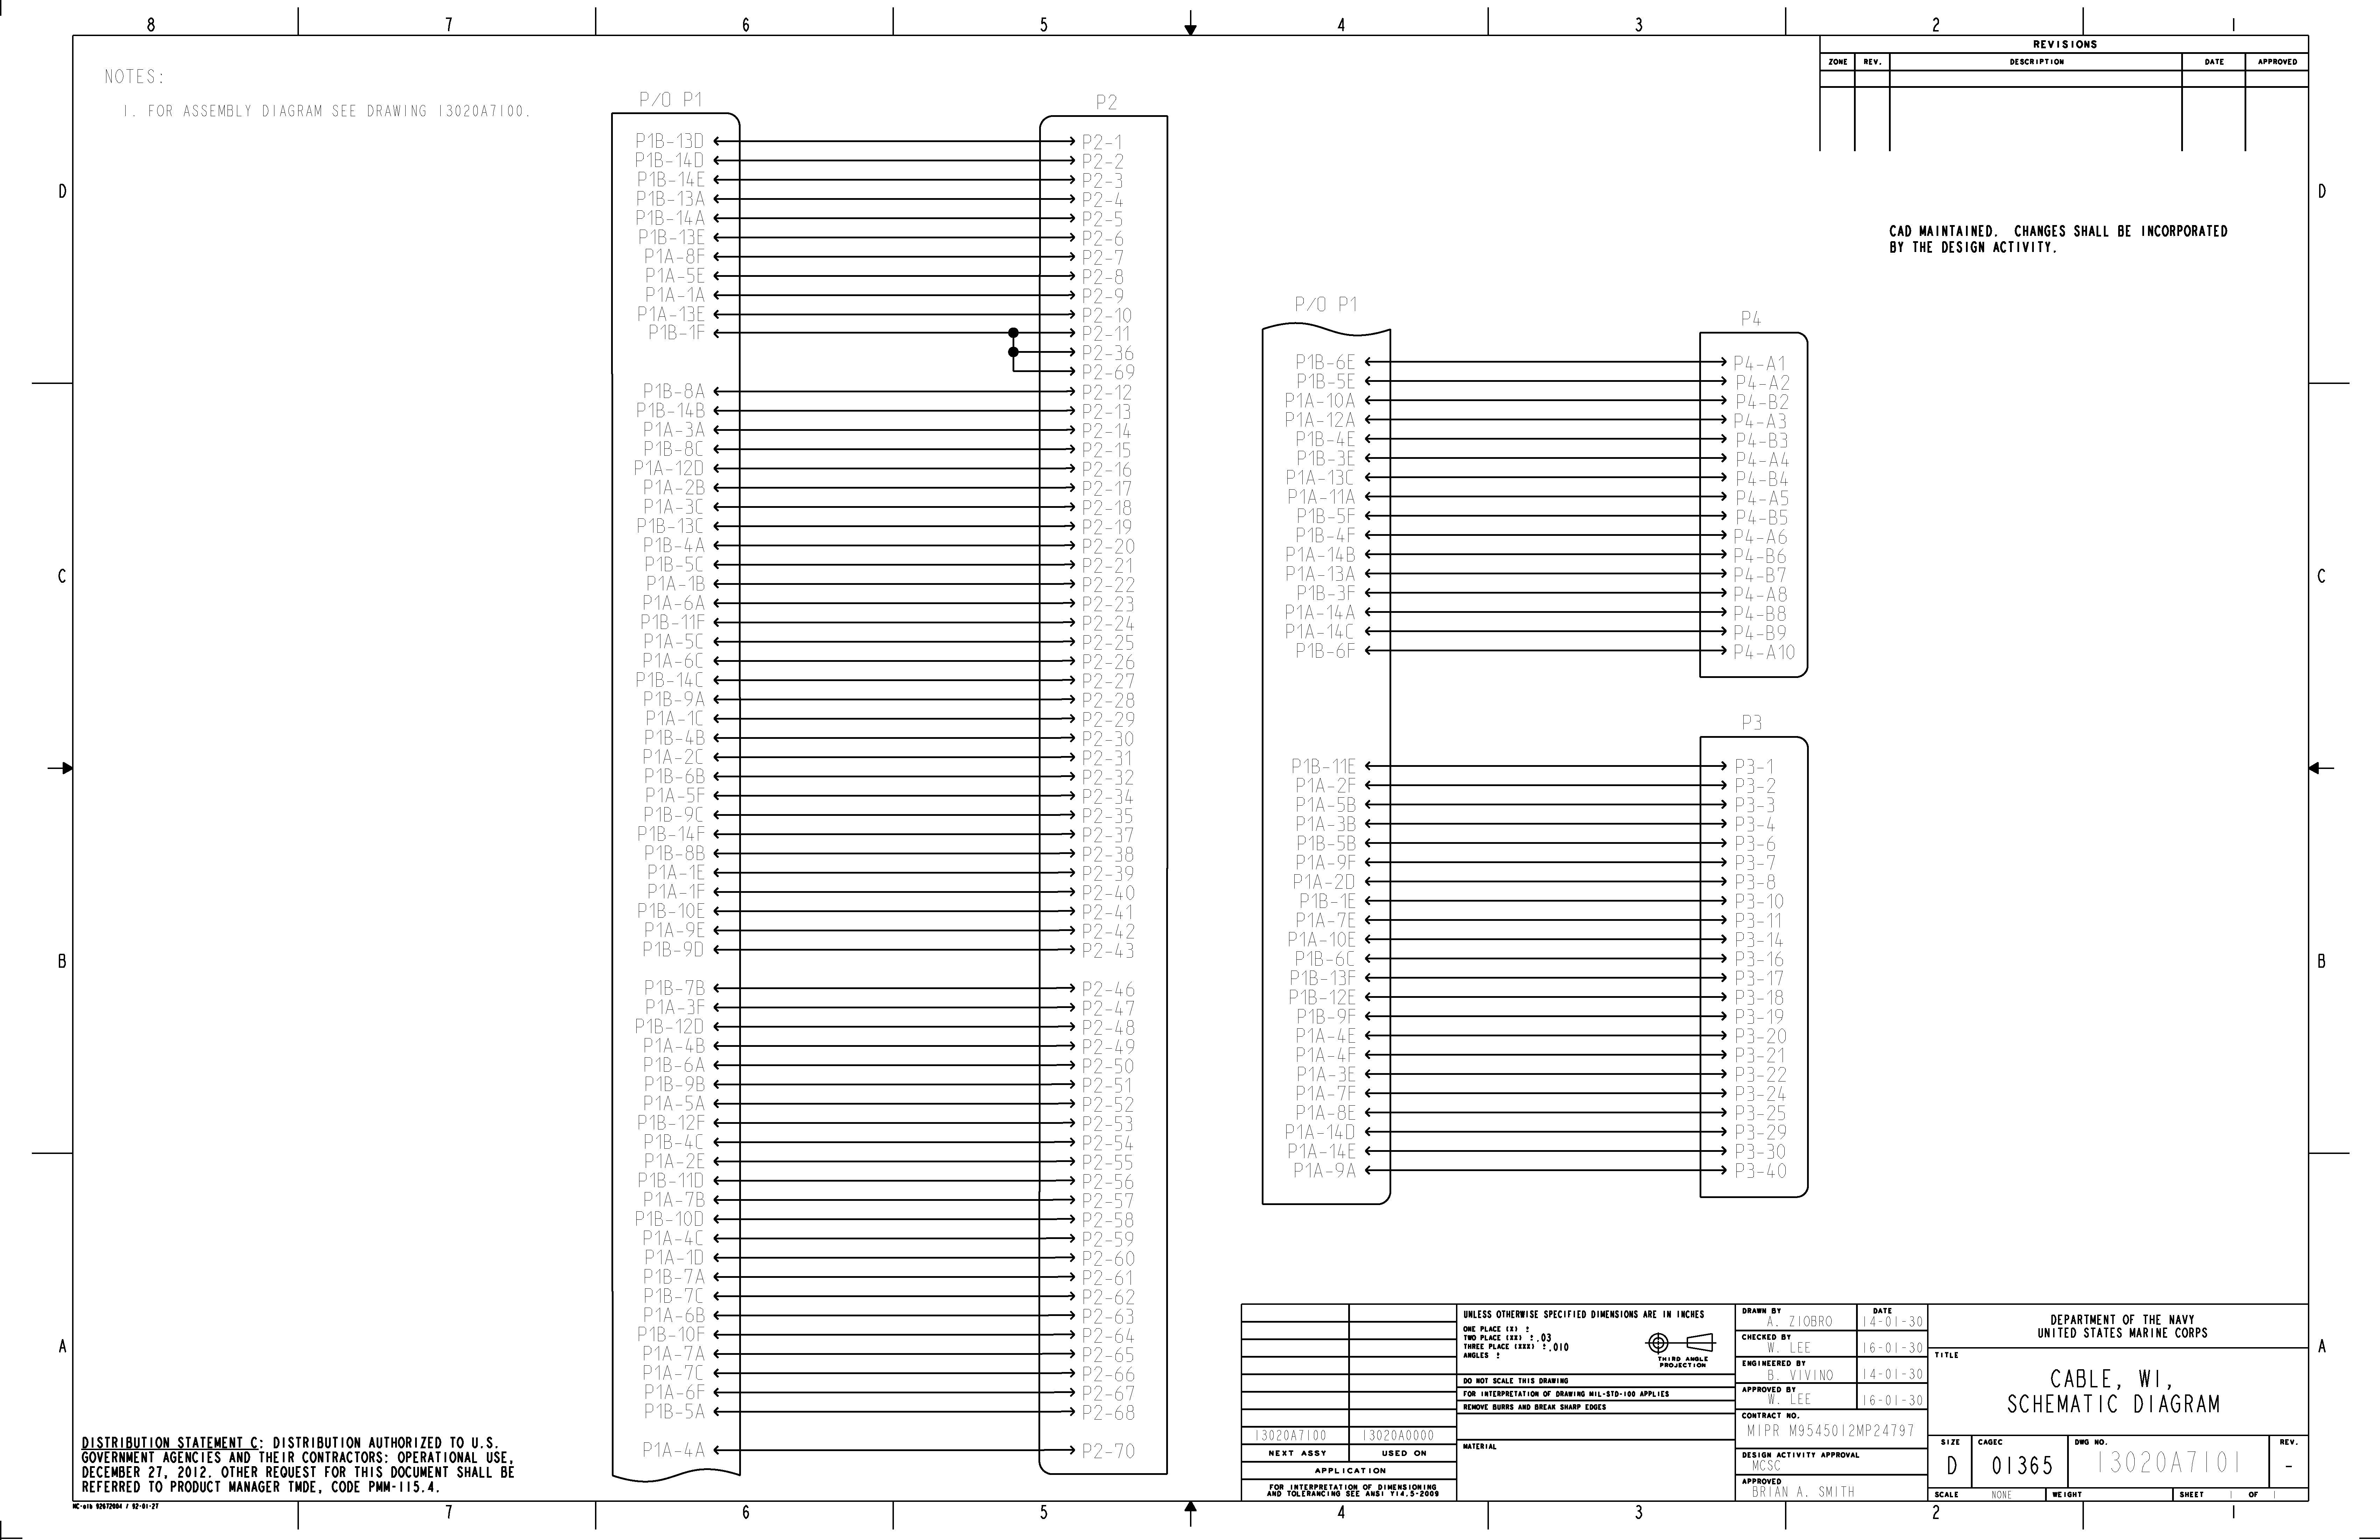 8 7 6 5 4 3 2 1
NOTES:
1. FOR ASSEMBLY DIAGRAM SEE DRAWING 13020A7100.
REVISIONS
ZONE REV. DESCRIPTION DATE APPROVED
CAD MAINTAINED. CHANGES SHALL BE INCORPORATED
BY THE DESIGN ACTIVITY.
D D
C C
B B
A A
P/O P1 P2
P1B-13D P2-1
P1B-14D P2-2
P1B-14E P2-3
P1B-13A P2-4
P1B-14A P2-5
P1B-13E P2-6
P1A-8F P2-7
P1A-5E P2-8
P1A-1A P2-9
P1A-13E P2-10
P1B-1F P2-11
P2-36
P2-69
P1B-8A P2-12
P1B-14B P2-13
P1A-3A P2-14
P1B-8C P2-15
P1A-12D P2-16
P1A-2B P2-17
P1A-3C P2-18
P1B-13C P2-19
P1B-4A P2-20
P1B-5C P2-21
P1A-1B P2-22
P1A-6A P2-23
P1B-11F P2-24
P1A-5C P2-25
P1A-6C P2-26
P1B-14C P2-27
P1B-9A P2-28
P1A-1C P2-29
P1B-4B P2-30
P1A-2C P2-31
P1B-6B P2-32
P1A-5F P2-34
P1B-9C P2-35
P1B-14F P2-37
P1B-8B P2-38
P1A-1E P2-39
P1A-1F P2-40
P1B-10E P2-41
P1A-9E P2-42
P1B-9D P2-43
P1B-7B P2-46
P1A-3F P2-47
P1B-12D P2-48
P1A-4B P2-49
P1B-6A P2-50
P1B-9B P2-51
P1A-5A P2-52
P1B-12F P2-53
P1B-4C P2-54
P1A-2E P2-55
P1B-11D P2-56
P1A-7B P2-57
P1B-10D P2-58
P1A-4C P2-59
P1A-1D P2-60
P1B-7A P2-61
P1B-7C P2-62
P1A-6B P2-63
P1B-10F P2-64
P1A-7A P2-65
P1A-7C P2-66
P1A-6F P2-67
P1B-5A P2-68
P1A-4A P2-70
P/O P1 P4
P1B-6E P4-A1
P1B-5E P4-A2
P1A-10A P4-B2
P1A-12A P4-A3
P1B-4E P4-B3
P1B-3E P4-A4
P1A-13C P4-B4
P1A-11A P4-A5
P1B-5F P4-B5
P1B-4F P4-A6
P1A-14B P4-B6
P1A-13A P4-B7
P1B-3F P4-A8
P1A-14A P4-B8
P1A-14C P4-B9
P1B-6F P4-A10
P3
P1B-11E P3-1
P1A-2F P3-2
P1A-5B P3-3
P1A-3B P3-4
P1B-5B P3-6
P1A-9F P3-7
P1A-2D P3-8
P1B-1E P3-10
P1A-7E P3-11
P1A-10E P3-14
P1B-6C P3-16
P1B-13F P3-17
P1B-12E P3-18
P1B-9F P3-19
P1A-4E P3-20
P1A-4F P3-21
P1A-3E P3-22
P1A-7F P3-24
P1A-8E P3-25
P1A-14D P3-29
P1A-14E P3-30
P1A-9A P3-40
DISTRIBUTION STATEMENT C: DISTRIBUTION AUTHORIZED TO U.S.
GOVERNMENT AGENCIES AND THEIR CONTRACTORS: OPERATIONAL USE,
DECEMBER 27, 2012. OTHER REQUEST FOR THIS DOCUMENT SHALL BE
REFERRED TO PRODUCT MANAGER TMDE, CODE PMM-115.4.
13020A7100 13020A0000
NEXT ASSY USED ON
APPLICATION
FOR INTERPRETATION OF DIMENSIONING
AND TOLERANCING SEE ANSI Y14.5-2009
UNLESS OTHERWISE SPECIFIED DIMENSIONS ARE IN INCHES
ONE PLACE (X) ±
TWO PLACE (XX) ± .03
THREE PLACE (XXX) ± .010
ANGLES ±
THIRD ANGLE
PROJECTION
DO NOT SCALE THIS DRAWING
FOR INTERPRETATION OF DRAWING MIL-STD-100 APPLIES
REMOVE BURRS AND BREAK SHARP EDGES
MATERIAL
DRAWN BY DATE
A. ZIOBRO 14-01-30
CHECKED BY
W. LEE 16-01-30
ENGINEERED BY
B. VIVINO 14-01-30
APPROVED BY
W. LEE 16-01-30
CONTRACT NO.
MIPR M9545012MP24797
DESIGN ACTIVITY APPROVAL
MCSC
APPROVED
BRIAN A. SMITH
DEPARTMENT OF THE NAVY
UNITED STATES MARINE CORPS
TITLE
CABLE, W1,
SCHEMATIC DIAGRAM
SIZE CAGEC DWG NO. REV.
D 01365 13020A7101 -
SCALE NONE WEIGHT SHEET 1 OF 1
7 6 5 4 3 2 1